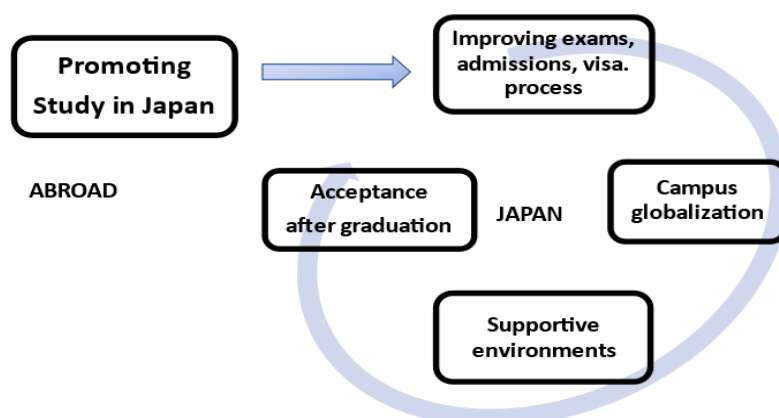 Promoting
Study in Japan
Improving exams,
admissions, visa.
process
ABROAD
Acceptance
after graduation
JAPAN
Campus
globalization
Supportive
environments